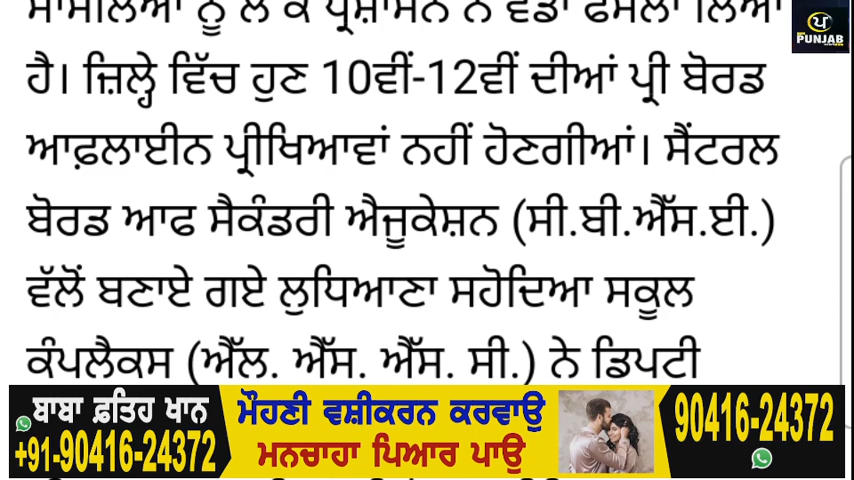 ਹੈ। ਜ਼ਿਲ੍ਹੇ ਵਿੱਚ ਹੁਣ 10ਵੀਂ-12ਵੀਂ ਦੀਆਂ ਪ੍ਰੀ ਬੋਰਡ
ਆਫ਼ਲਾਈਨ ਪ੍ਰੀਖਿਆਵਾਂ ਨਹੀਂ ਹੋਣਗੀਆਂ। ਸੈਂਟਰਲ
ਬੋਰਡ ਆਫ ਸੈਕੰਡਰੀ ਐਜੂਕੇਸ਼ਨ (ਸੀ.ਬੀ.ਐੱਸ.ਈ.)
ਵੱਲੋਂ ਬਣਾਏ ਗਏ ਲੁਧਿਆਣਾ ਸਹੋਦਿਆ ਸਕੂਲ
ਕੰਪਲੈਕਸ (ਐੱਲ. ਐੱਸ. ਐੱਸ. ਸੀ.) ਨੇ ਡਿਪਟੀ
ਪ
PUNJAB
ਬਾਬਾ ਫ਼ਤਿਹ ਖਾਨ
+91-90416-24372
ਮੌਹਣੀ ਵਸ਼ੀਕਰਨ ਕਰਵਾਉ
ਮਨਚਾਹਾ ਪਿਆਰ ਪਾਉ
90416-24372